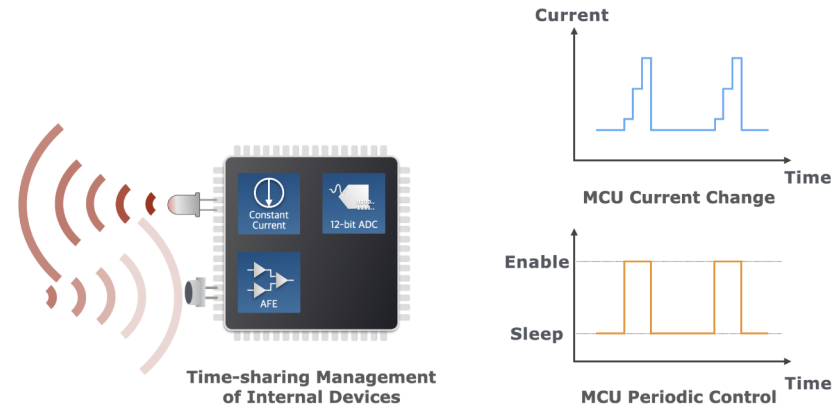 Constant
Current
12-bit ADC
AFE
Time-sharing Management
of Internal Devices
Current
Time
MCU Current Change
Enable
Sleep
Time
MCU Periodic Control